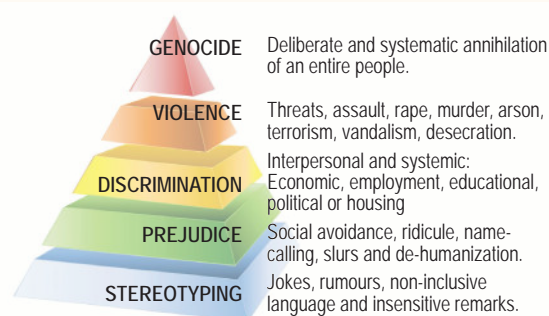 GENOCIDE Deliberate and systematic annihilation
of an entire people.
VIOLENCE Threats, assault, rape, murder, arson,
terrorism, vandalism, desecration.
Interpersonal and systemic:
DISCRIMINATION Economic, employment, educational,
political or housing
PREJUDICE Social avoidance, ridicule, name-
calling, slurs and de-humanization.
Jokes, rumours, non-inclusive
STEREOTYPING language and insensitive remarks.